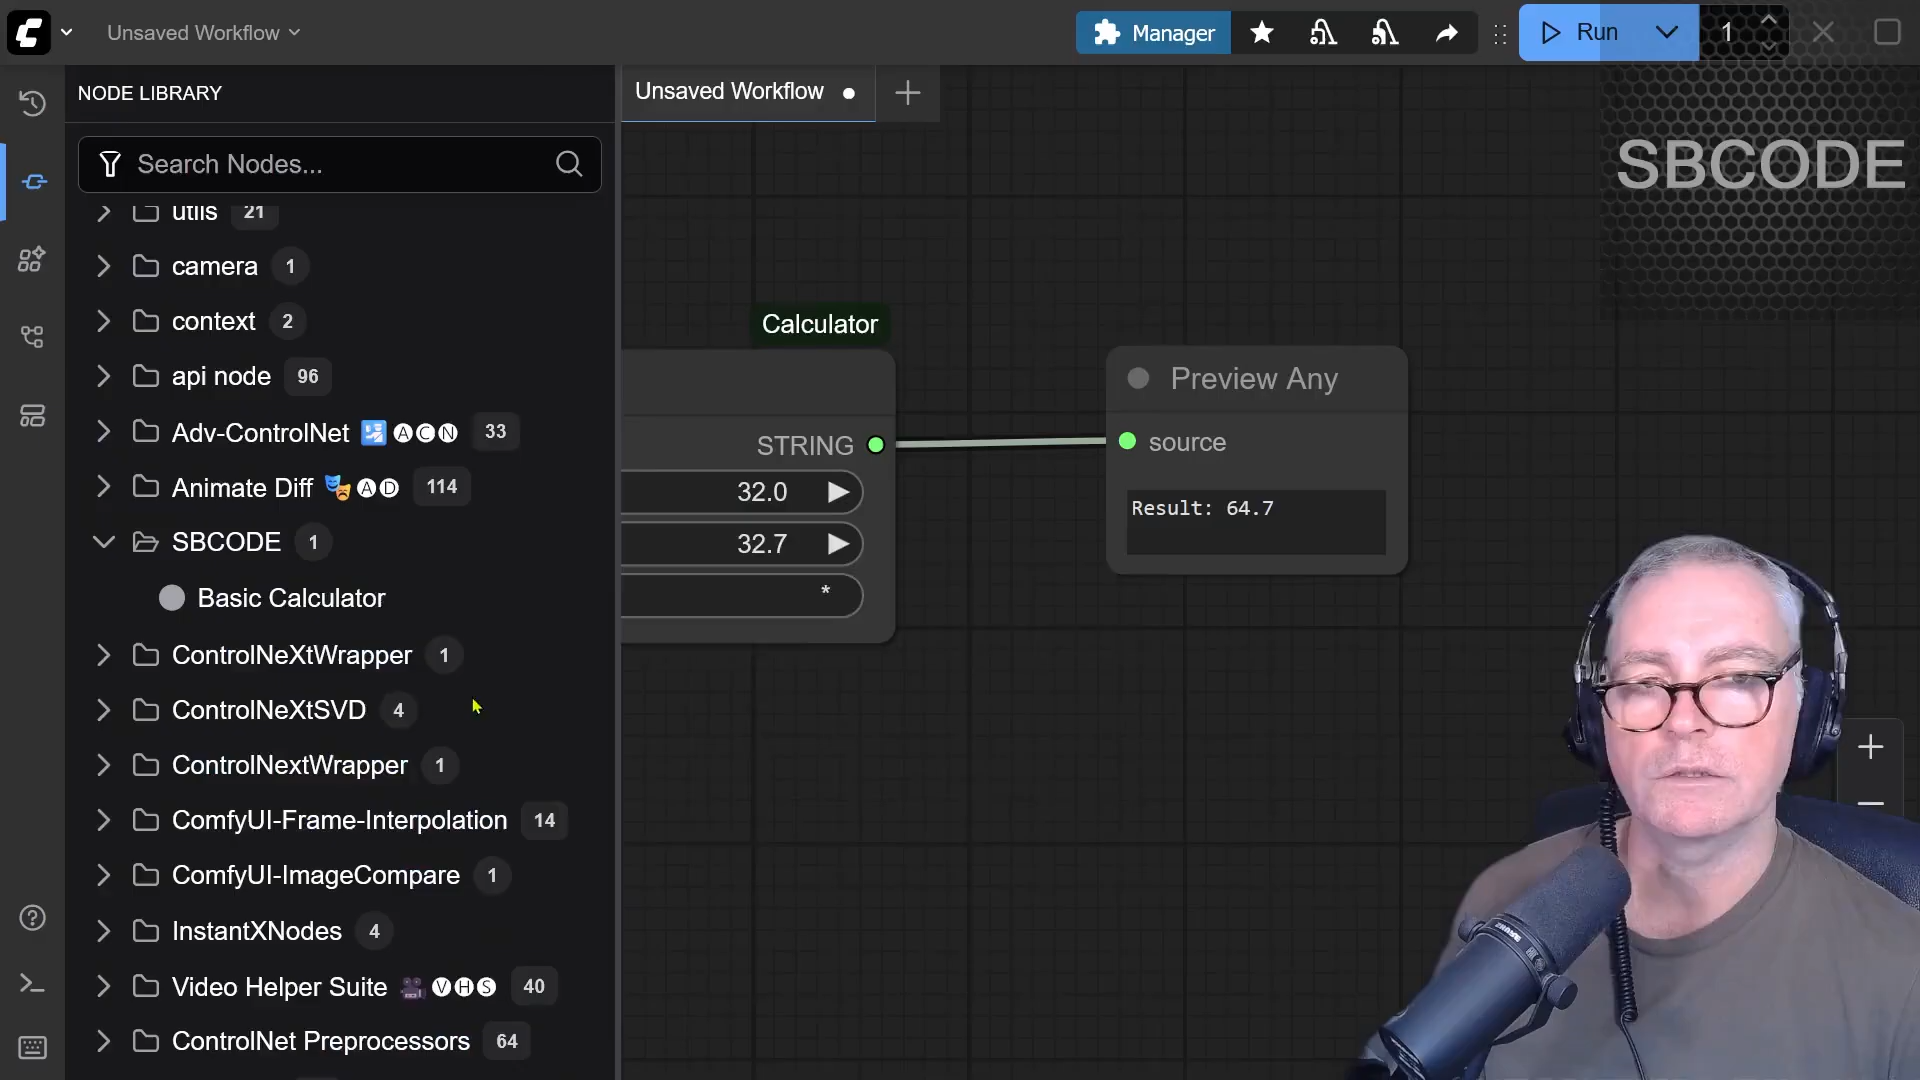 Unsaved Workflow
Manager
Run
1
NODE LIBRARY
Search Nodes...
utils 21
camera 1
context 2
api node 96
Adv-ControlNet 🛂🅐🅒🅝 33
Animate Diff 🎭🅐🅓 114
SBCODE 1
Basic Calculator
ControlNeXtWrapper 1
ControlNeXtSVD 4
ControlNextWrapper 1
ComfyUI-Frame-Interpolation 14
ComfyUI-ImageCompare 1
InstantXNodes 4
Video Helper Suite 🎥🅥🅗🅢 40
ControlNet Preprocessors 64
Unsaved Workflow
Calculator
STRING
32.0
32.7
*
Preview Any
source
Result: 64.7
SBCODE